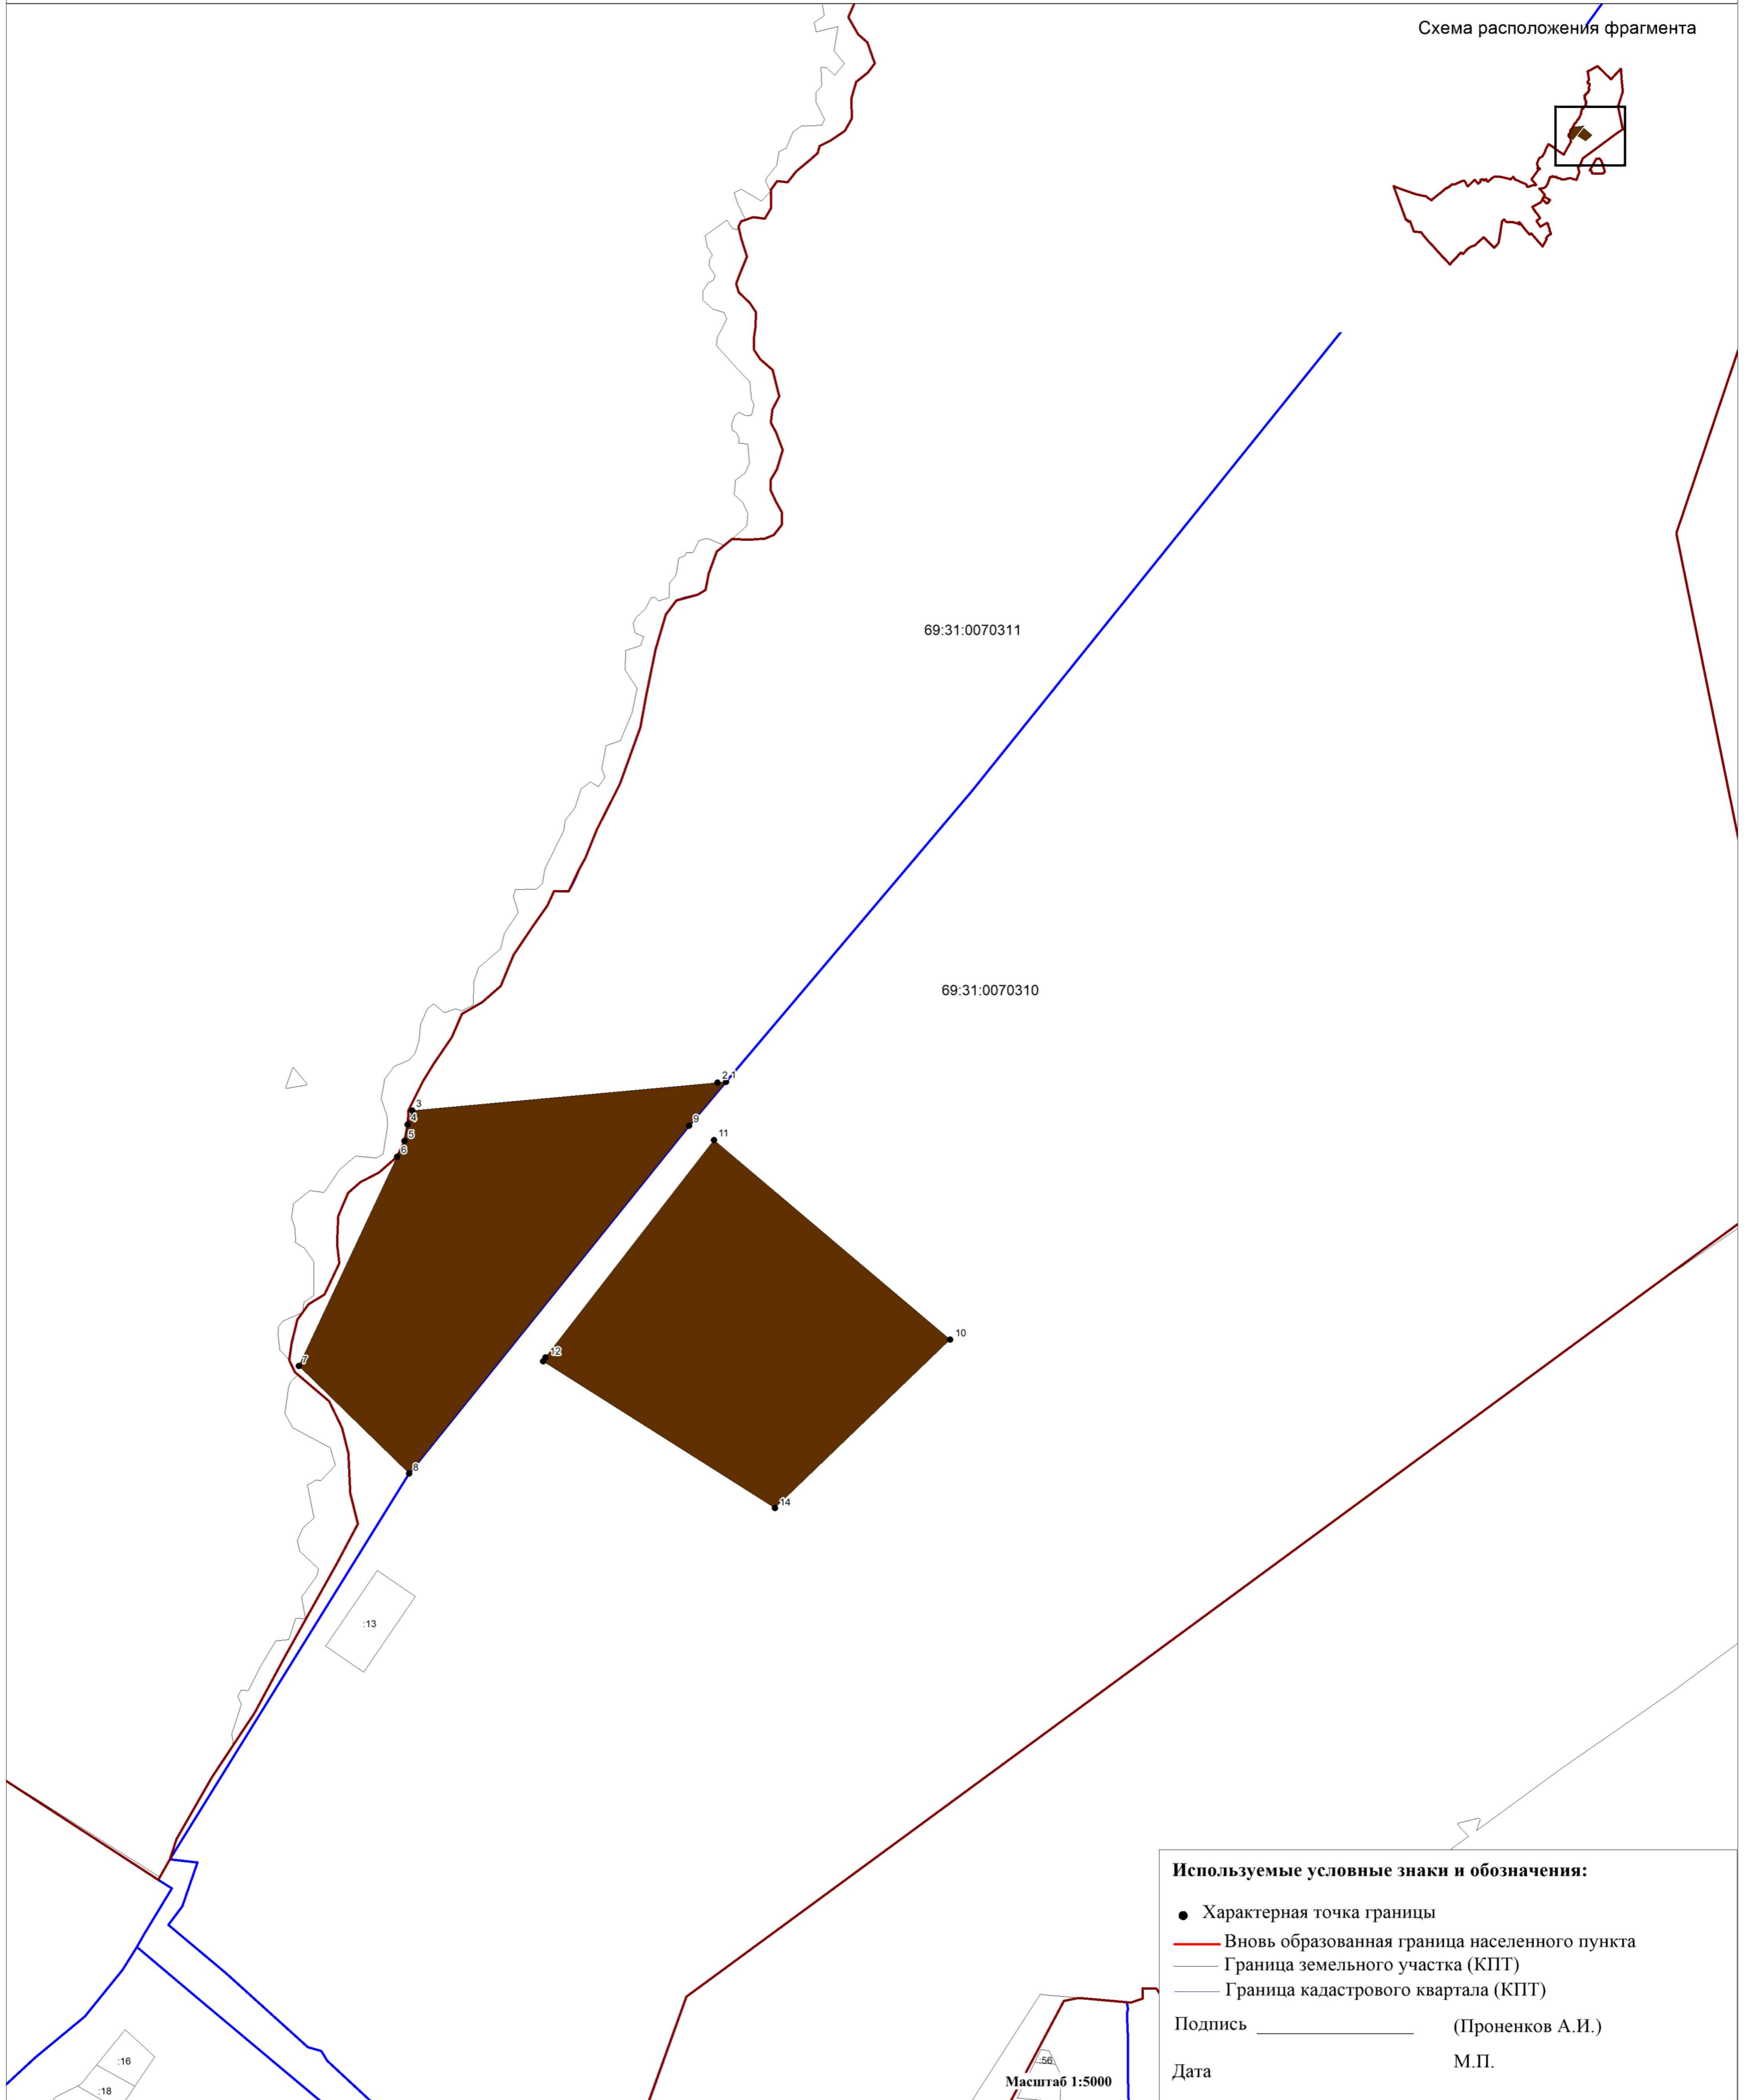 Схема расположения фрагмента
69:31:0070311
69:31:0070310
2
1
3
4
9
5
11
6
10
12
7
8
14
:13
Используемые условные знаки и обозначения:
Характерная точка границы
Вновь образованная граница населенного пункта
Граница земельного участка (КПТ)
Граница кадастрового квартала (КПТ)
Подпись (Проненков А.И.)
М.П.
Дата
:16
:18
:56
Масштаб 1:5000